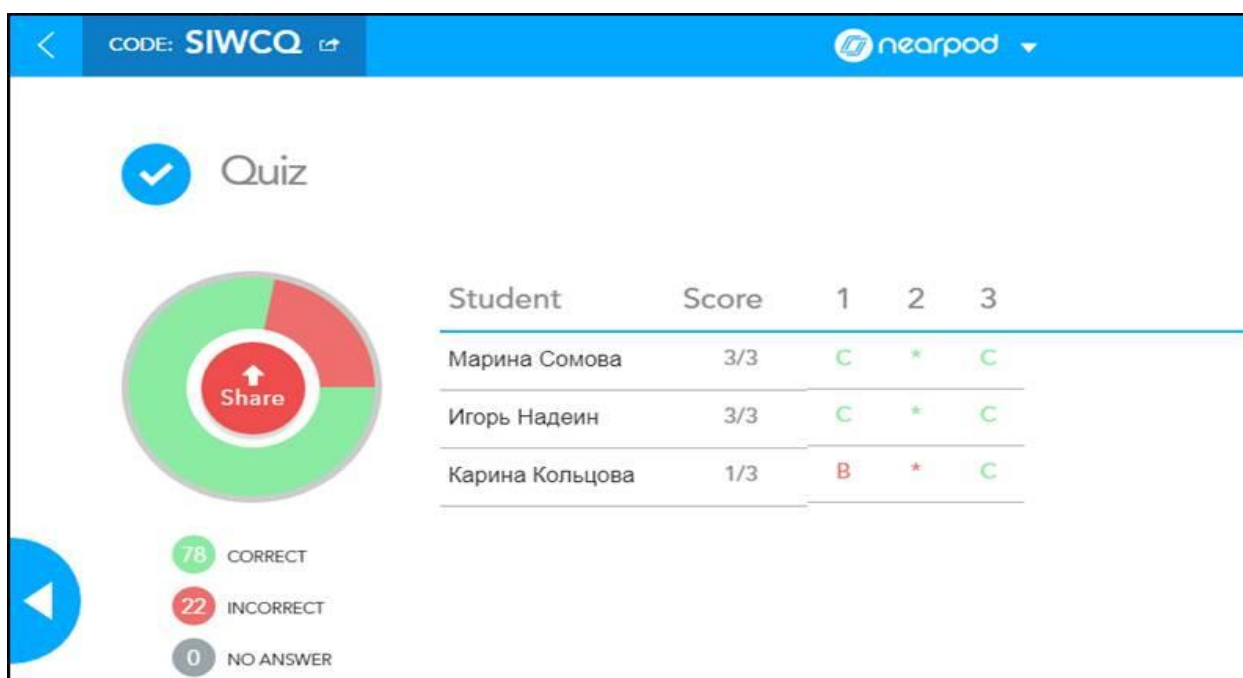 CODE: SIWCQ
nearpod
Quiz
Share
78 CORRECT
22 INCORRECT
0 NO ANSWER
Student Score 1 2 3
Марина Сомова 3/3 C * C
Игорь Надеин 3/3 C * C
Карина Кольцова 1/3 B * C